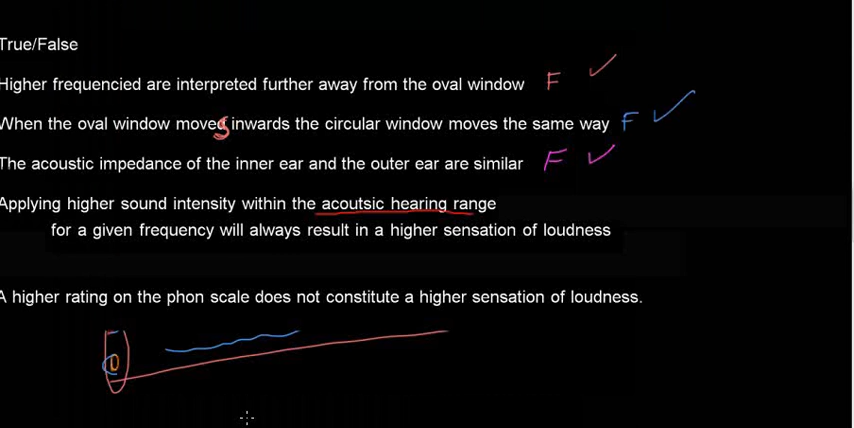 True/False
Higher frequencied are interpreted further away from the oval window F
When the oval window moves inwards the circular window moves the same way F
The acoustic impedance of the inner ear and the outer ear are similar F
Applying higher sound intensity within the acoutsic hearing range
for a given frequency will always result in a higher sensation of loudness
A higher rating on the phon scale does not constitute a higher sensation of loudness.